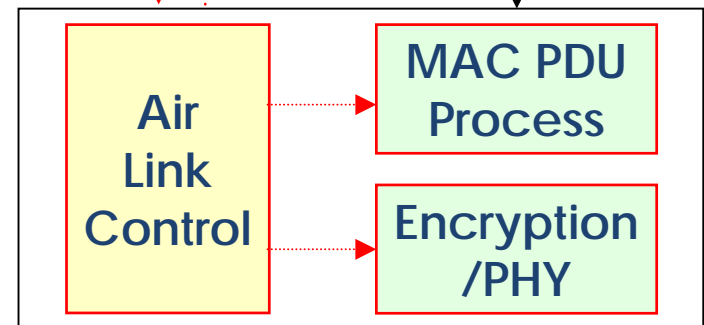 Air
Link
Control
MAC PDU
Process
Encryption
/PHY